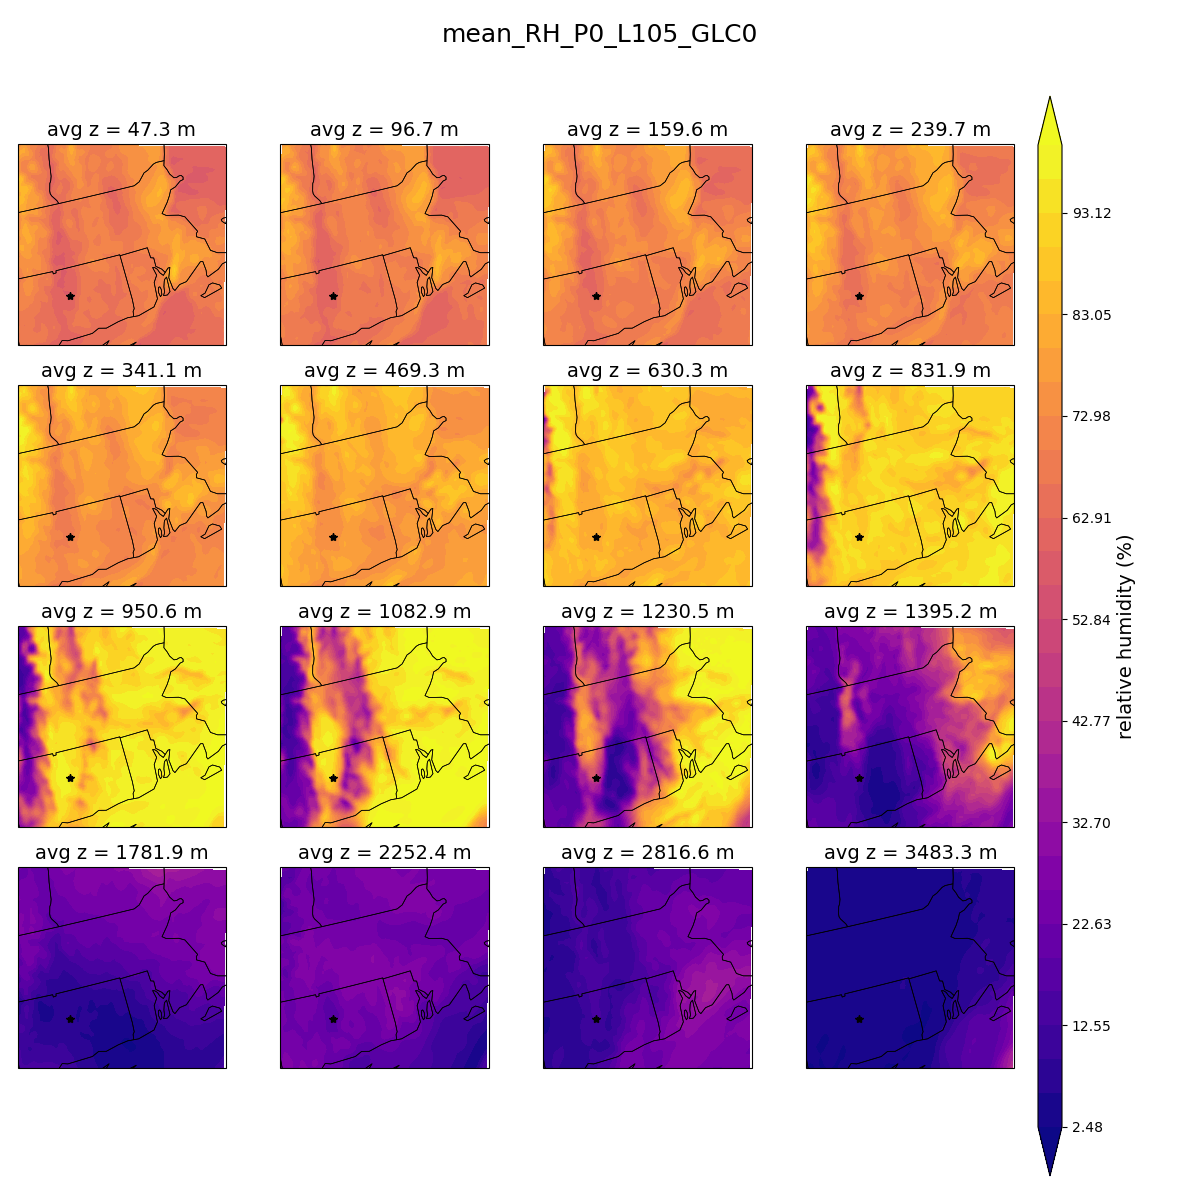 mean_RH_P0_L105_GLC0
avg z = 47.3 m
avg z = 96.7 m
avg z = 159.6 m
avg z = 239.7 m
avg z = 341.1 m
avg z = 469.3 m
avg z = 630.3 m
avg z = 831.9 m
avg z = 950.6 m
avg z = 1082.9 m
avg z = 1230.5 m
avg z = 1395.2 m
avg z = 1781.9 m
avg z = 2252.4 m
avg z = 2816.6 m
avg z = 3483.3 m
93.12
83.05
72.98
62.91
52.84
42.77
32.70
22.63
12.55
2.48
relative humidity (%)